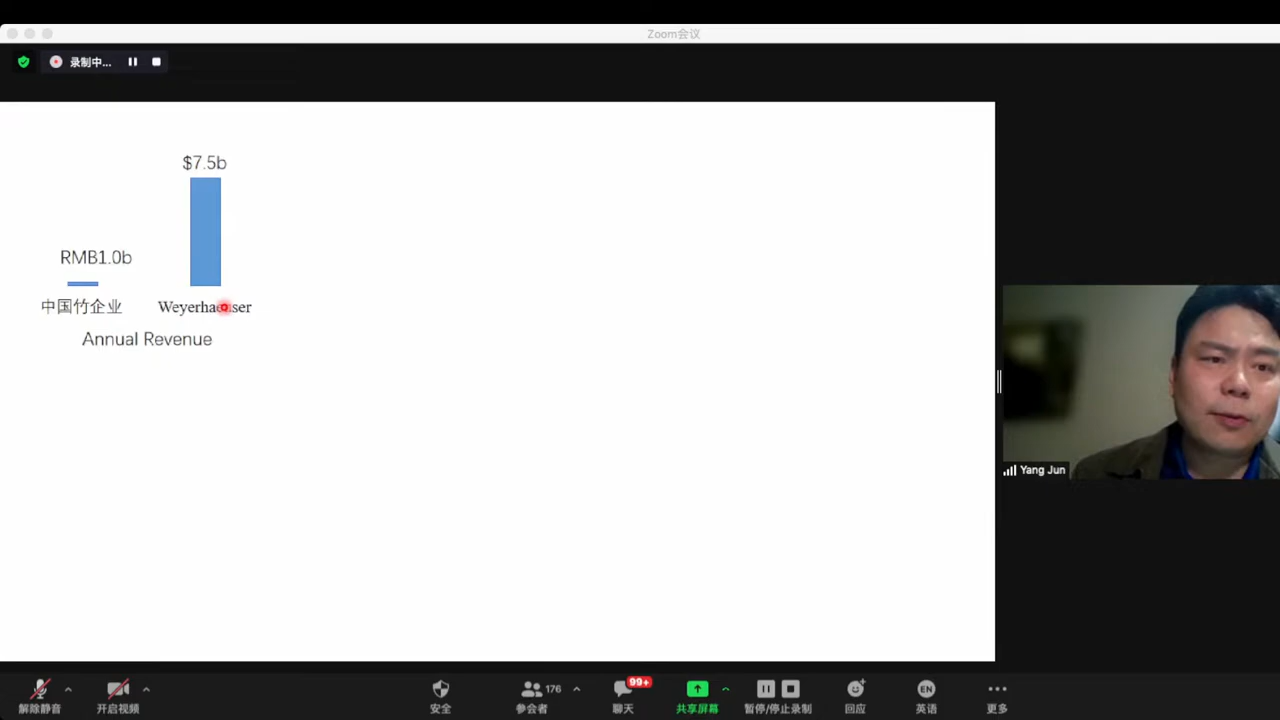 Zoom会议
录制中...
$7.5b
RMB1.0b
中国竹企业
Weyerhaeuser
Annual Revenue
Yang Jun
176
99+
EN
解除静音
开启视频
安全
参会者
聊天
共享屏幕
暂停/停止录制
回应
英语
更多